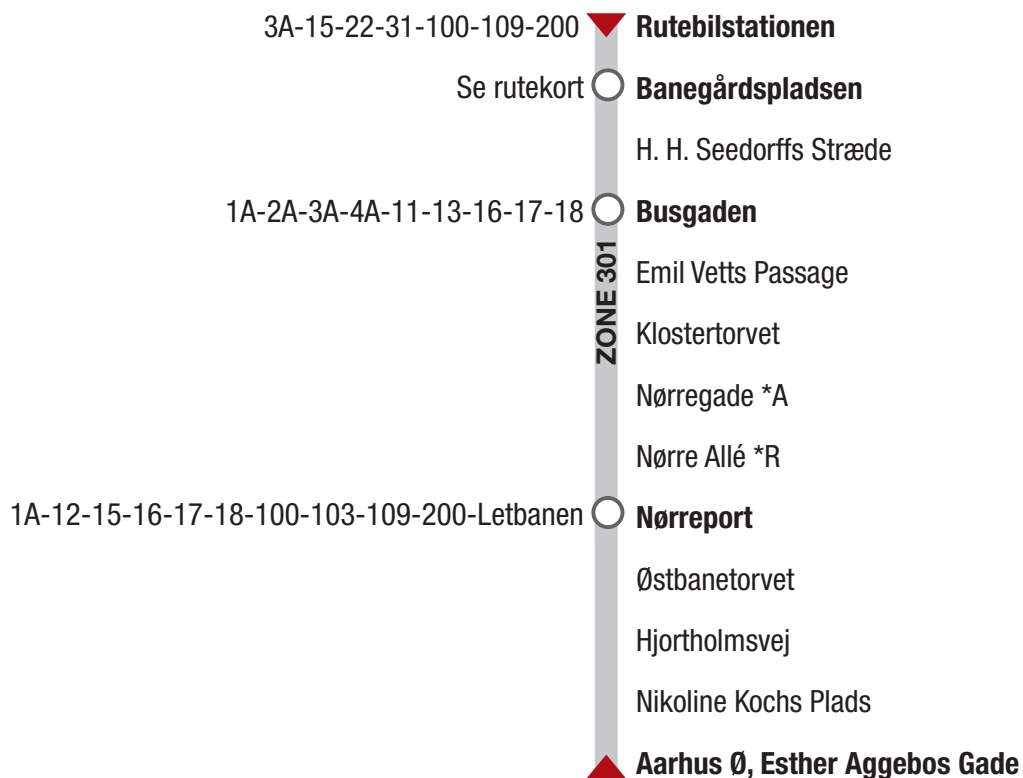 3A-15-22-31-100-109-200 Rutebilstationen
Se rutekort Banegårdspladsen
H. H. Seedorffs Stræde
1A-2A-3A-4A-11-13-16-17-18 Busgaden
ZONE 301
Emil Vetts Passage
Klostertorvet
Nørregade *A
Nørre Allé *R
1A-12-15-16-17-18-100-103-109-200-Letbanen Nørreport
Østbanetorvet
Hjortholmsvej
Nikoline Kochs Plads
Aarhus Ø, Esther Aggebos Gade